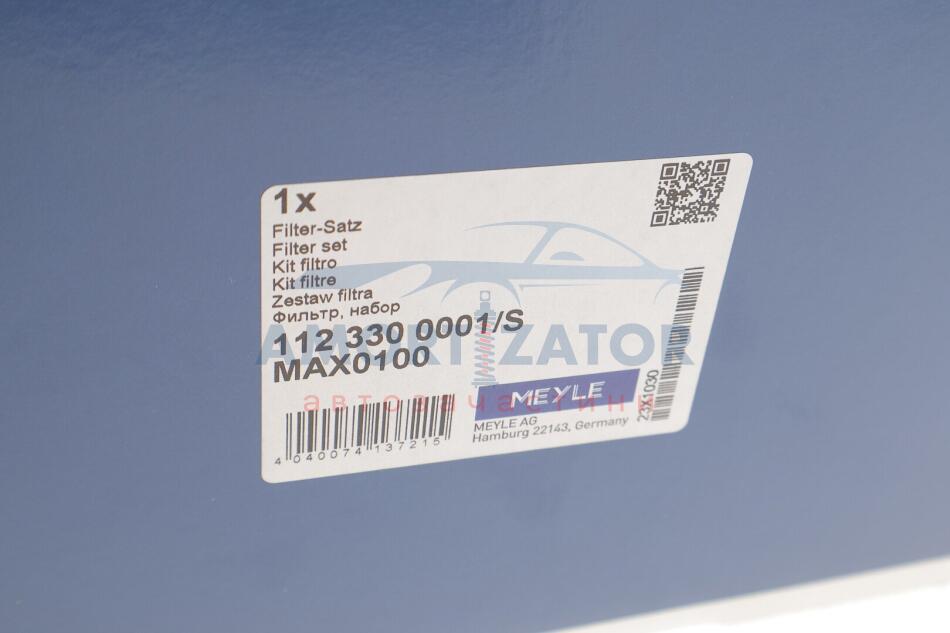 1x
Filter-Satz
Filter set
Kit filtro
Kit filtre
Zestaw filtra
Фильтр, набор
112 330 0001/S
MAX0100
AMORTIZATOR
автозапчастини
MEYLE
MEYLE AG
Hamburg 22143, Germany
4 040074 137215
23X1030